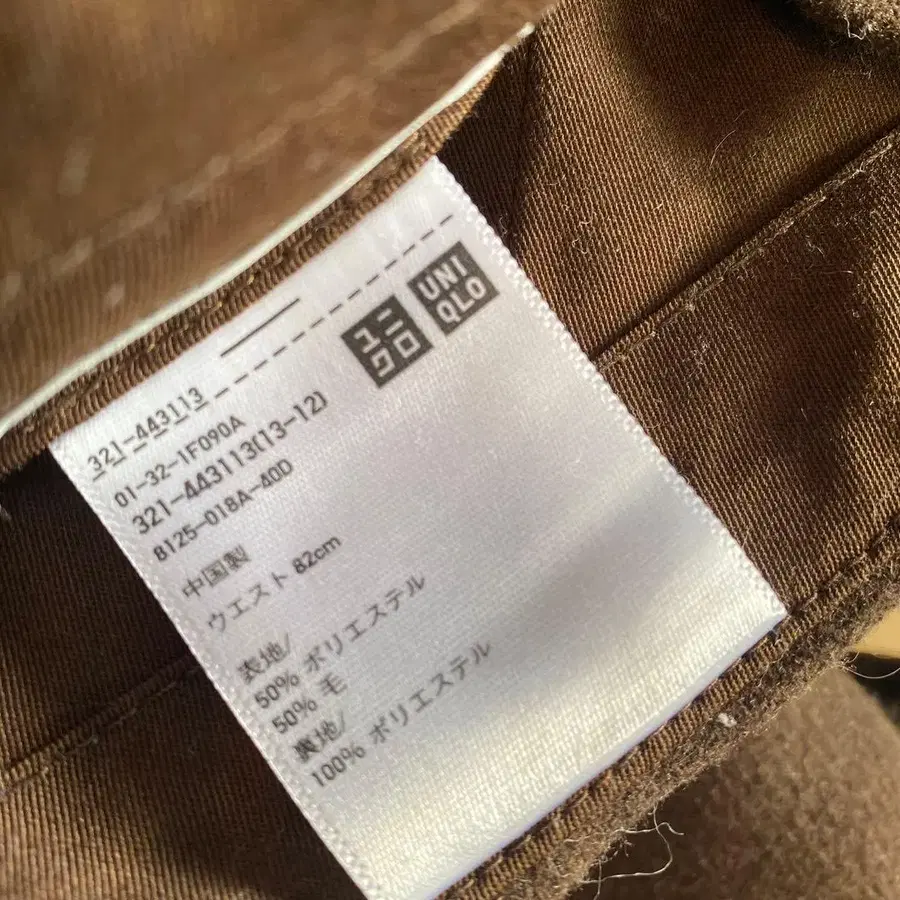 ユニ
クロ
UNI
QLO
321-443113
01-32-1F090A
321-443113(13-12)
8125-018A-40D
中国製
ウエスト 82cm
表地/
50% ポリエステル
50% 毛
裏地/
100% ポリエステル